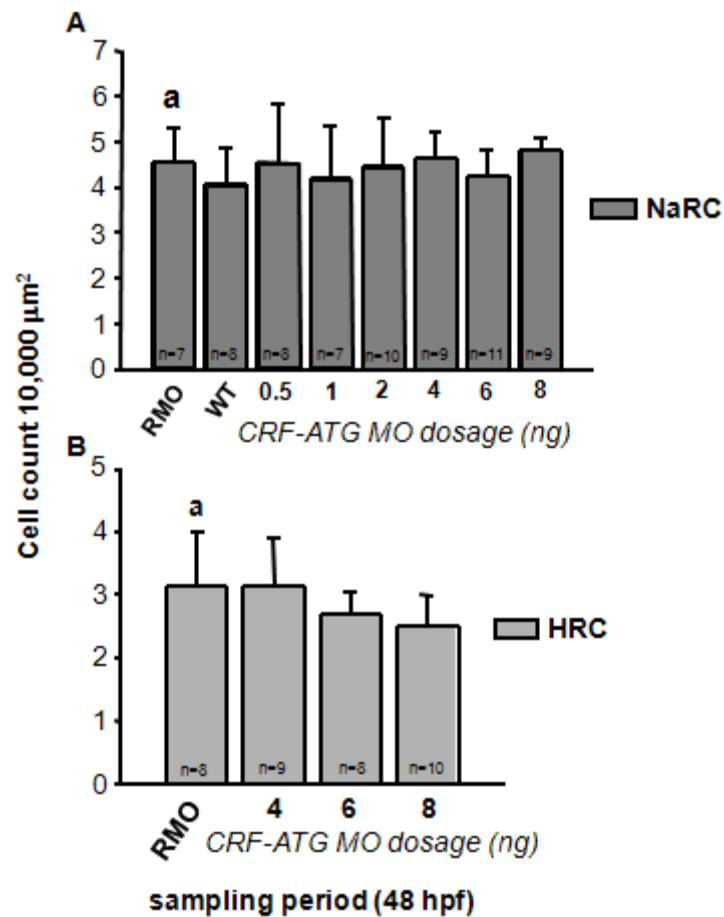 A
7
6
5
4
3
2
1
0
a
n=7 n=8 n=8 n=7 n=10 n=9 n=11 n=9
RMO WT 0.5 1 2 4 6 8
CRF-ATG MO dosage (ng)
NaRC
Cell count 10,000 µm²
B
5
4
3
2
1
0
a
n=8 n=9 n=8 n=10
RMO 4 6 8
CRF-ATG MO dosage (ng)
HRC
sampling period (48 hpf)